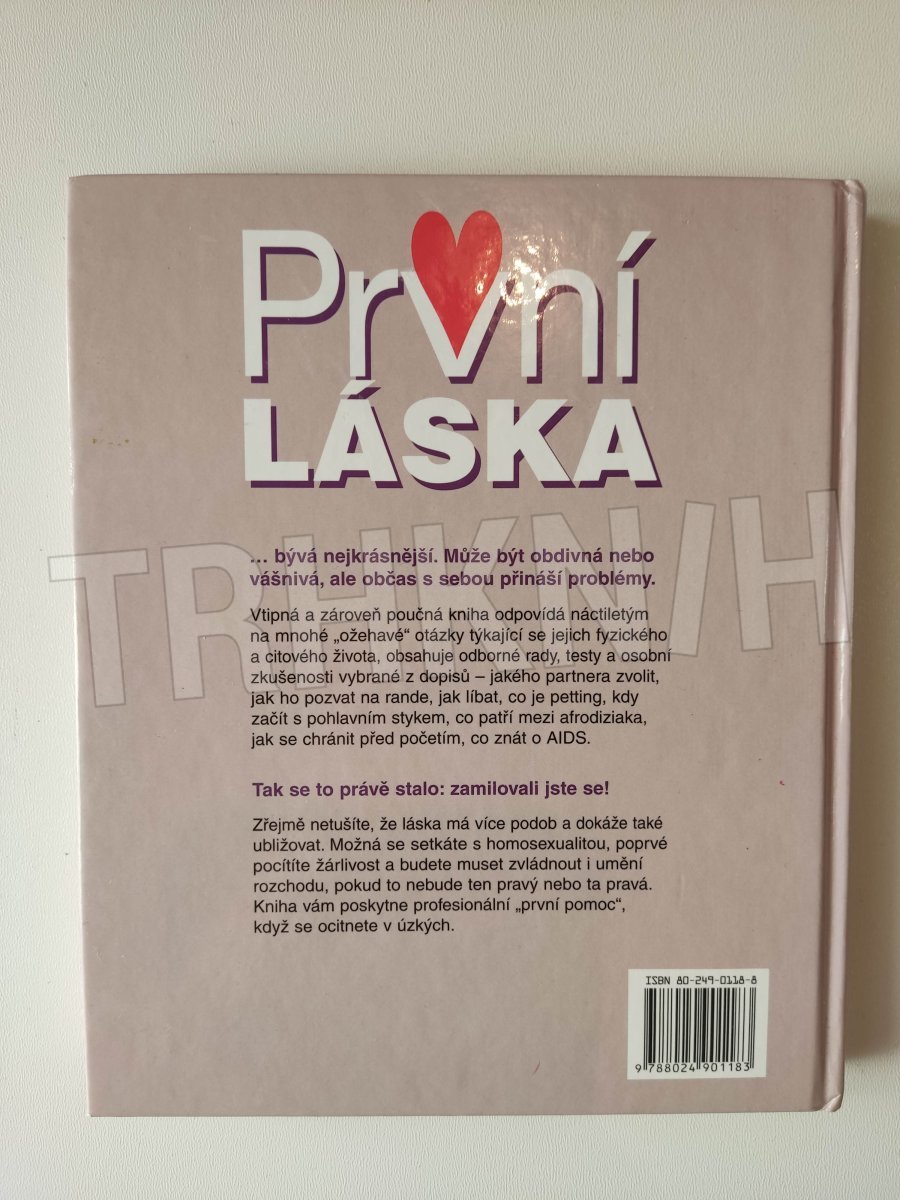 První
LÁSKA
... bývá nejkrásnější. Může být obdivná nebo
vášnivá, ale občas s sebou přináší problémy.
Vtipná a zároveň poučná kniha odpovídá náctiletým
na mnohé „ožehavé“ otázky týkající se jejich fyzického
a citového života, obsahuje odborné rady, testy a osobní
zkušenosti vybrané z dopisů – jakého partnera zvolit,
jak ho pozvat na rande, jak líbat, co je petting, kdy
začít s pohlavním stykem, co patří mezi afrodiziaka,
jak se chránit před početím, co znát o AIDS.
TRHKNIH
Tak se to právě stalo: zamilovali jste se!
Zřejmě netušíte, že láska má více podob a dokáže také
ubližovat. Možná se setkáte s homosexualitou, poprvé
pocítíte žárlivost a budete muset zvládnout i umění
rozchodu, pokud to nebude ten pravý nebo ta pravá.
Kniha vám poskytne profesionální „první pomoc“,
když se ocitnete v úzkých.
ISBN 80-249-0118-8
9 788024 901183